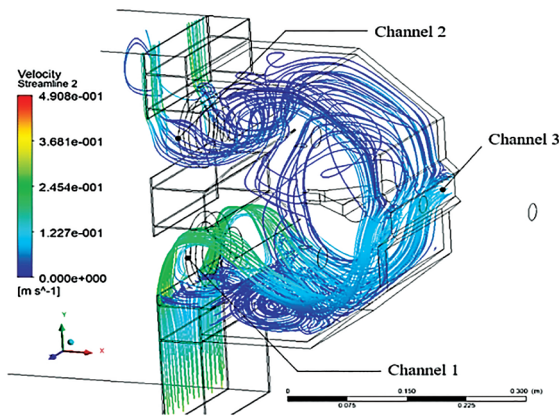 Channel 2
Velocity
Streamline 2
4.908e-001
3.681e-001
2.454e-001
1.227e-001
0.000e+000
[m s^-1]
Channel 3
Y
X
Channel 1
0
0.150
0.300 (m)
0.075
0.225